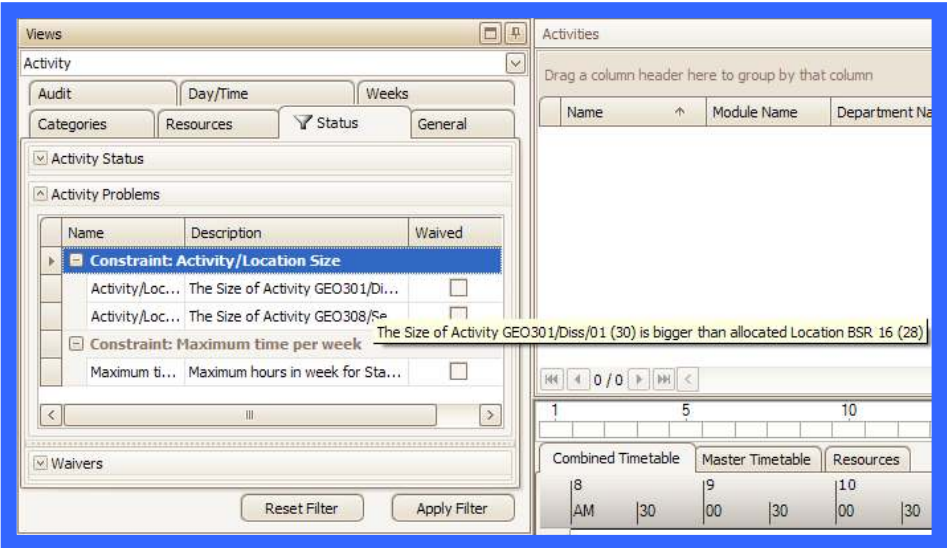 Views
Activity
Audit Day/Time Weeks
Categories Resources Status General
Activity Status
Activity Problems
Name Description Waived
Constraint: Activity/Location Size
Activity/Loc... The Size of Activity GEO301/Di...
Activity/Loc... The Size of Activity GEO308/Se
The Size of Activity GEO301/Diss/01 (30) is bigger than allocated Location BSR 16 (28)
Constraint: Maximum time per week
Maximum ti... Maximum hours in week for Sta...
Waivers
Reset Filter Apply Filter
Activities
Drag a column header here to group by that column
Name Module Name Department Na
0 / 0
1 5 10
Combined Timetable Master Timetable Resources
8 9 10
AM 30 00 30 00 30